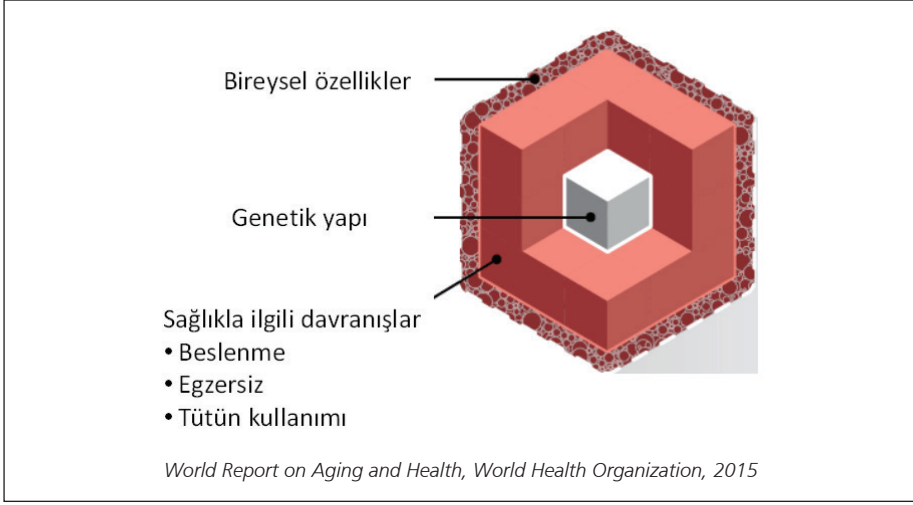 Bireysel özellikler
Genetik yapı
Sağlıkla ilgili davranışlar
• Beslenme
• Egzersiz
• Tütün kullanımı
World Report on Aging and Health, World Health Organization, 2015